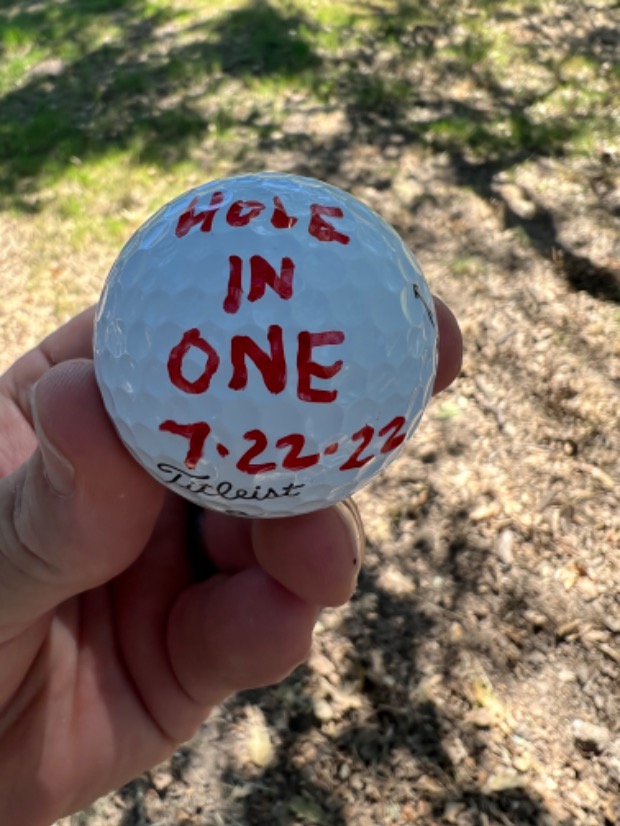 HOLE
IN
ONE
7.22-22
Titleist